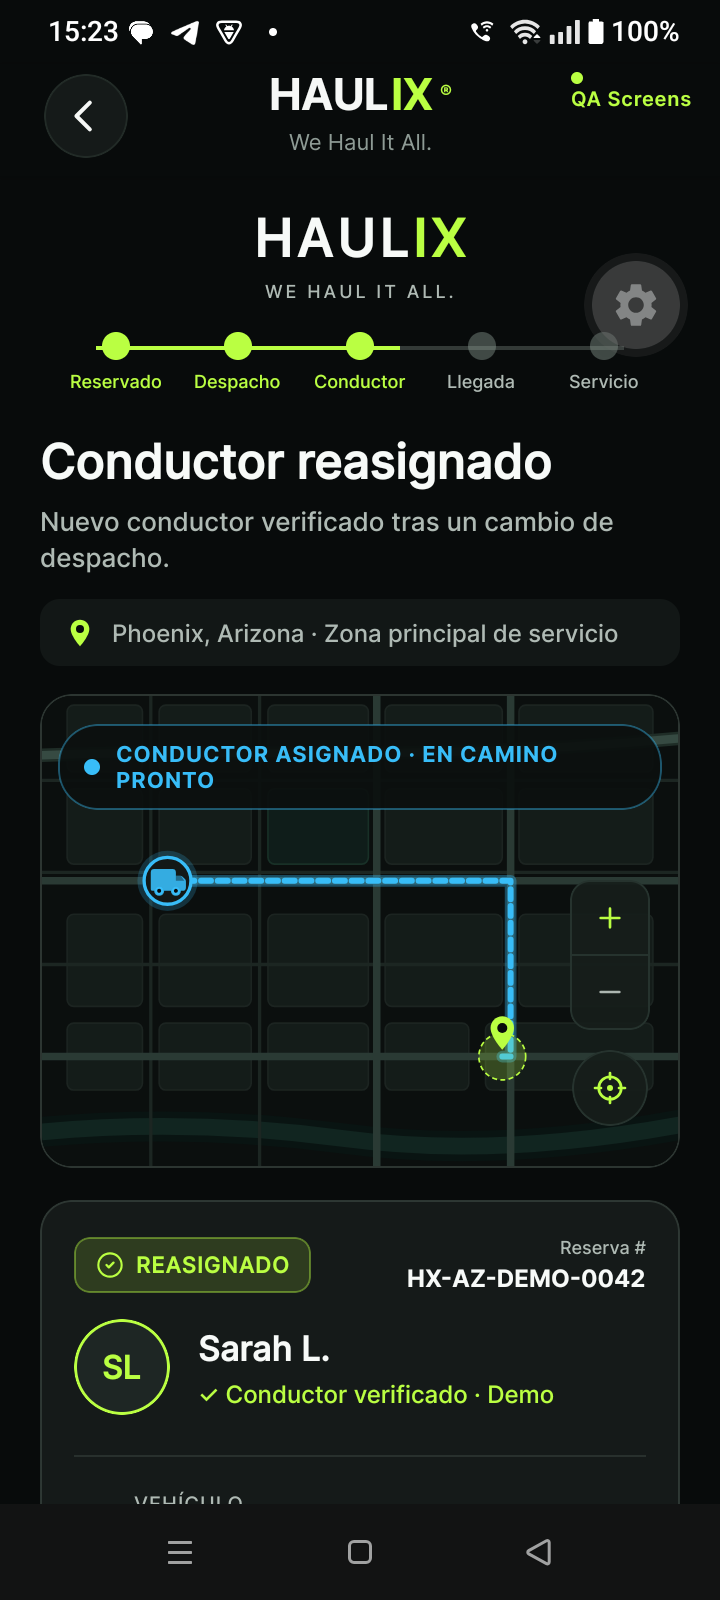 15:23
100%
HAULIX®
QA Screens
We Haul It All.
HAULIX
WE HAUL IT ALL.
Reservado Despacho Conductor Llegada Servicio
Conductor reasignado
Nuevo conductor verificado tras un cambio de
despacho.
Phoenix, Arizona · Zona principal de servicio
CONDUCTOR ASIGNADO · EN CAMINO
PRONTO
REASIGNADO
Reserva #
HX-AZ-DEMO-0042
SL
Sarah L.
✓ Conductor verificado · Demo
VEHÍCULO